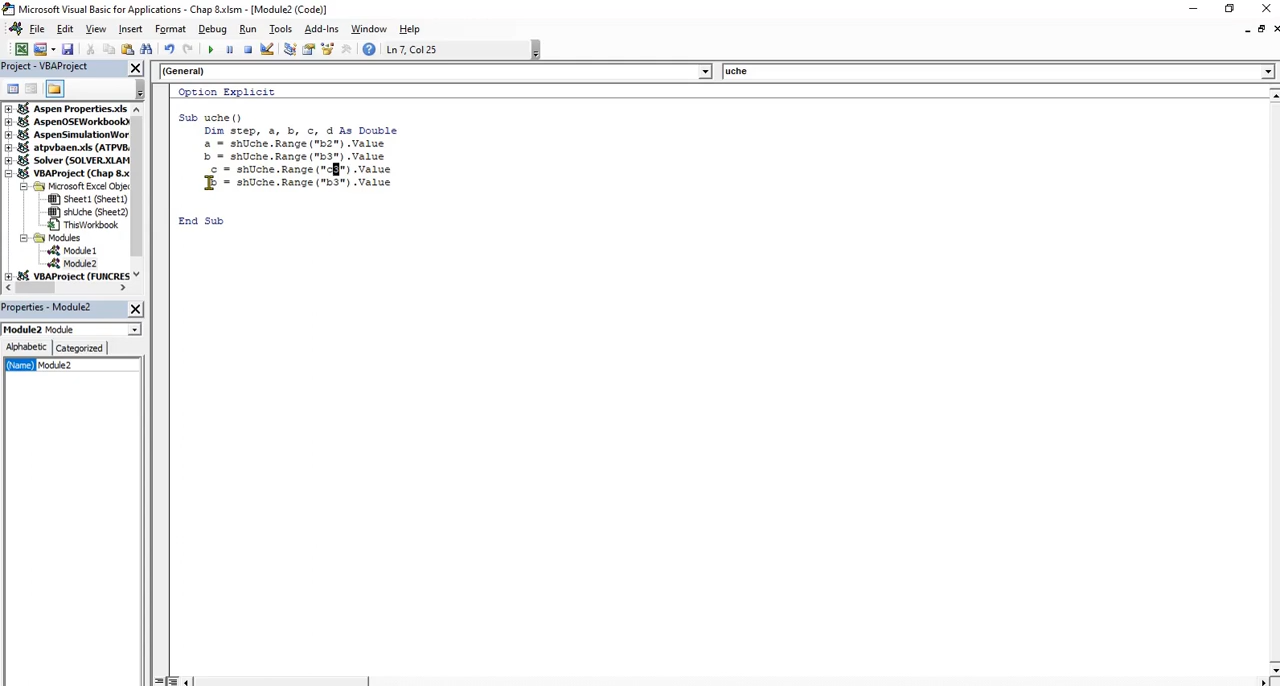 Microsoft Visual Basic for Applications - Chap 8.xlsm - [Module2 (Code)]
File Edit View Insert Format Debug Run Tools Add-Ins Window Help
Ln 7, Col 25
Project - VBAProject
(General)
uche
Aspen Properties.xls
AspenOSEWorkbookX
AspenSimulationWor
atpvbaen.xls (ATPVB
Solver (SOLVER.XLAM
VBAProject (Chap 8.x
Microsoft Excel Objec
Sheet1 (Sheet1)
shUche (Sheet2)
ThisWorkbook
Modules
Module1
Module2
VBAProject (FUNCRES
Properties - Module2
Module2 Module
Alphabetic Categorized
(Name) Module2
Option Explicit
Sub uche()
Dim step, a, b, c, d As Double
a = shUche.Range("b2").Value
b = shUche.Range("b3").Value
c = shUche.Range("c3").Value
b = shUche.Range("b3").Value
End Sub